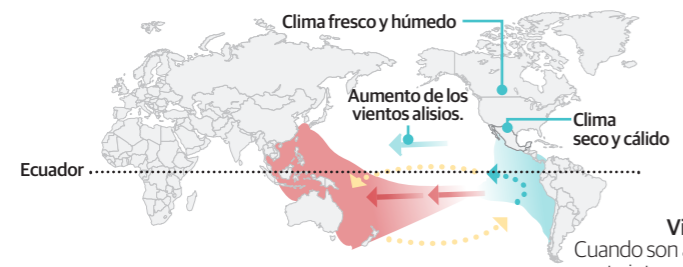 Clima fresco y húmedo
Aumento de los
vientos alisios.
Clima
seco y cálido
Ecuador
Cuando son